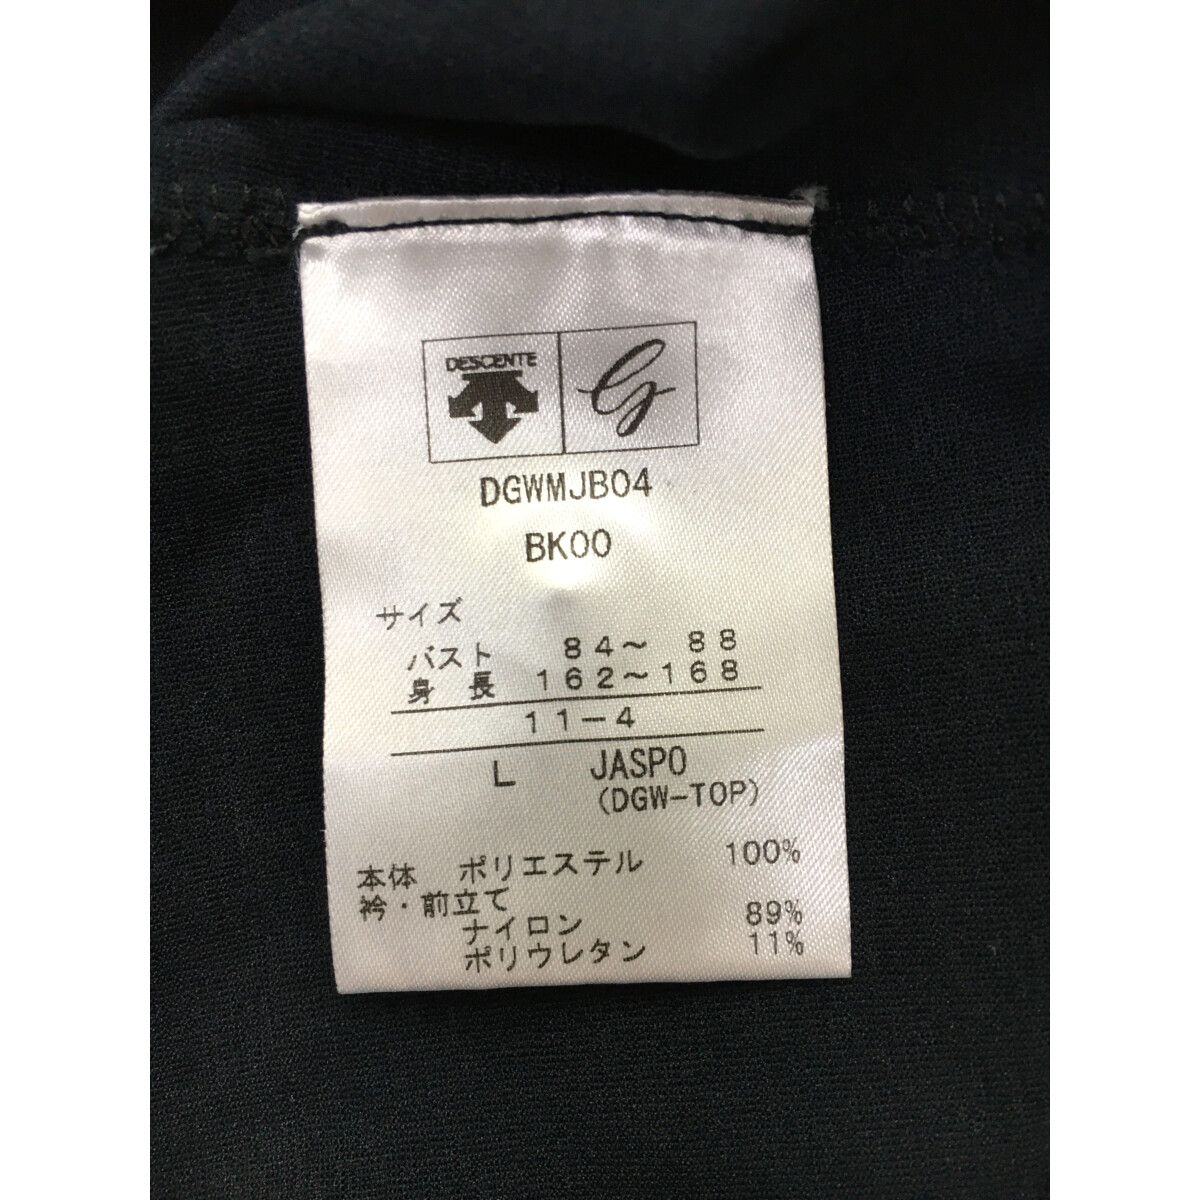 DESCENTE G
DGWMJB04
BK00
サイズ
バスト 84～ 88
身 長 162～168
11-4
L JASPO
(DGW-TOP)
本体 ポリエステル 100%
衿・前立て
ナイロン 89%
ポリウレタン 11%